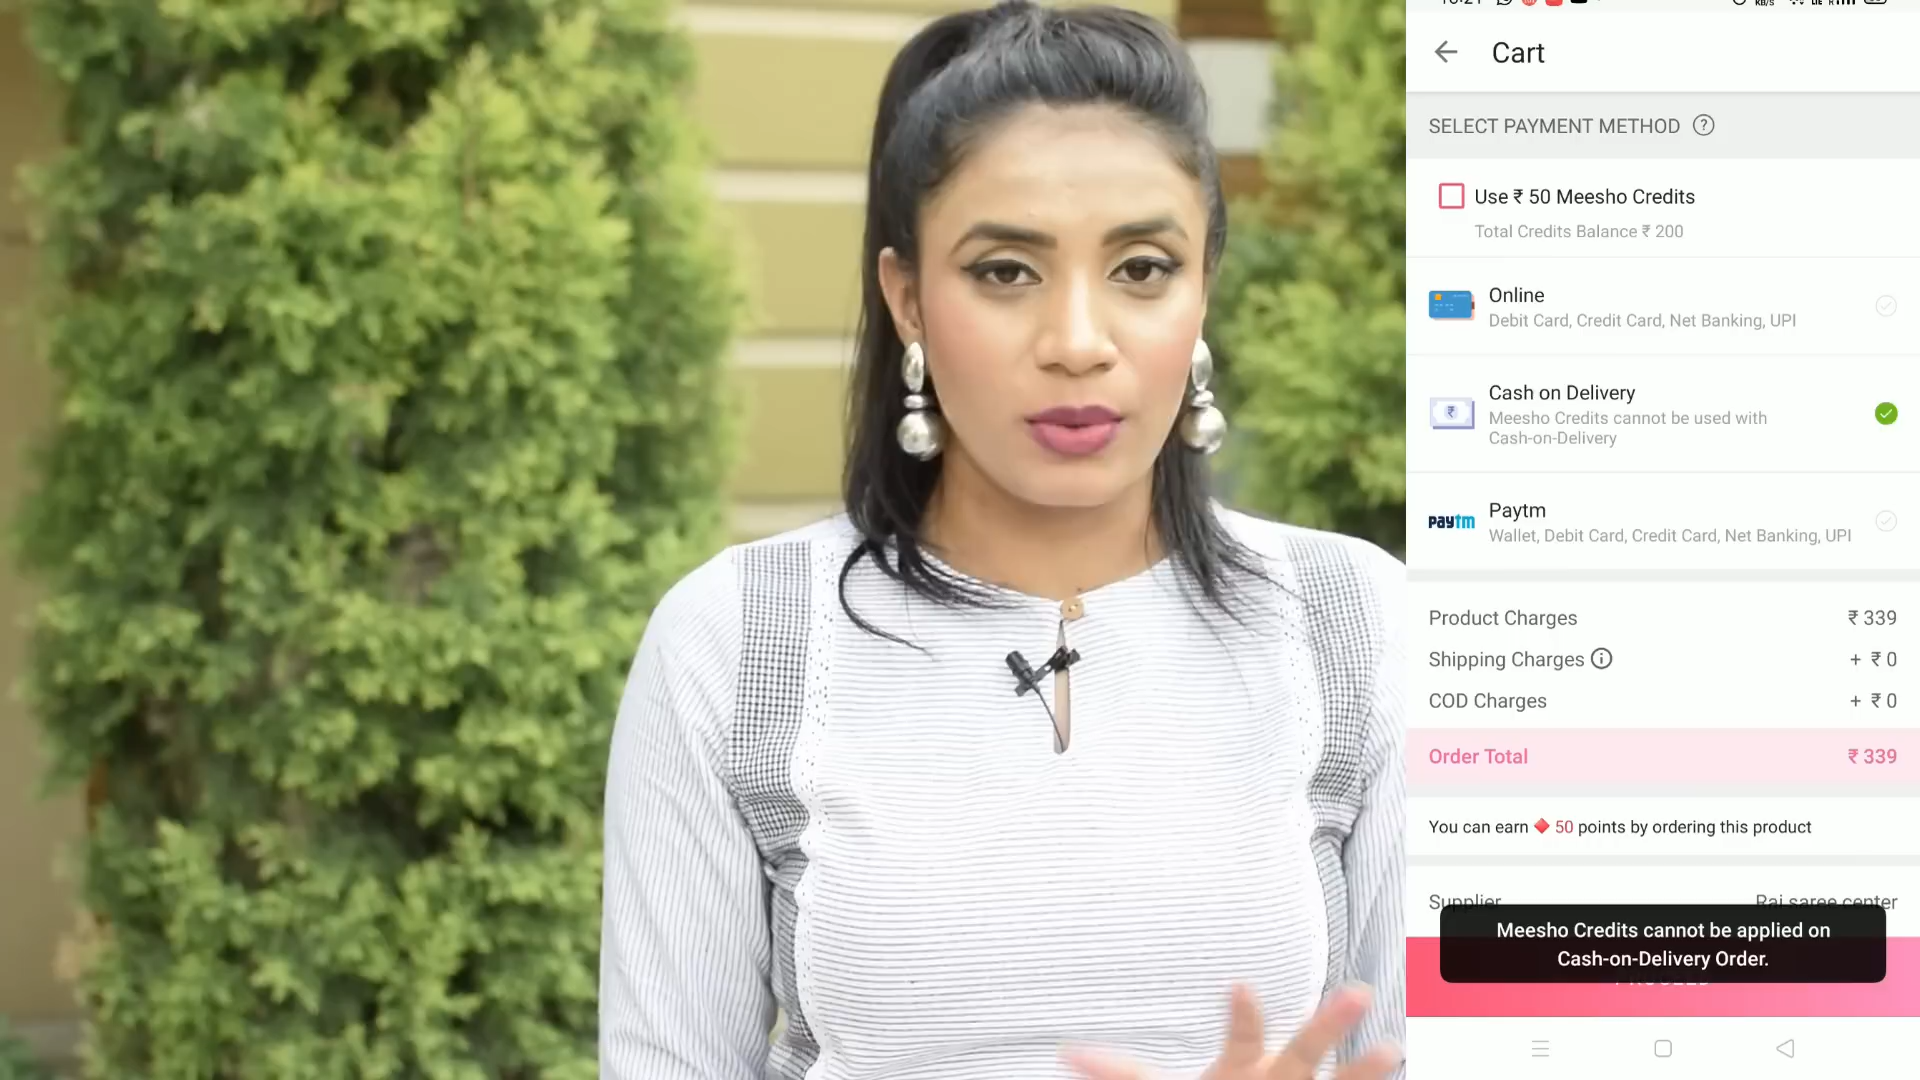 Cart
SELECT PAYMENT METHOD
Use ₹ 50 Meesho Credits
Total Credits Balance ₹ 200
Online
Debit Card, Credit Card, Net Banking, UPI
Cash on Delivery
Meesho Credits cannot be used with
Cash-on-Delivery
paytm
Paytm
Wallet, Debit Card, Credit Card, Net Banking, UPI
Product Charges ₹ 339
Shipping Charges + ₹ 0
COD Charges + ₹ 0
Order Total ₹ 339
You can earn 50 points by ordering this product
Supplier Rai saree center
Meesho Credits cannot be applied on
Cash-on-Delivery Order.